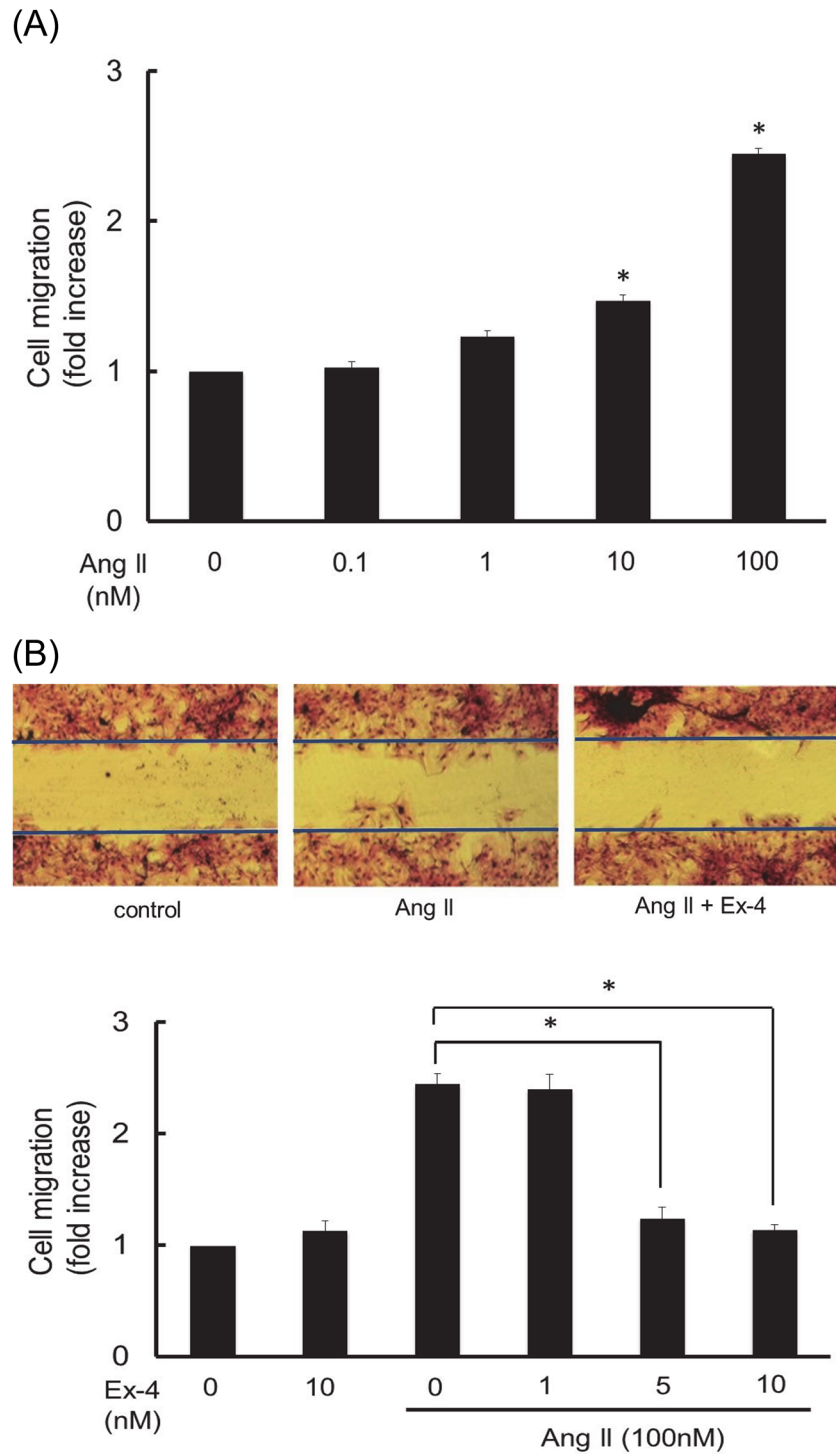 (A)
3
2
1
0
Cell migration
(fold increase)
*
*
Ang II
(nM)
0 0.1 1 10 100
(B)
control Ang II Ang II + Ex-4
3
2
1
0
Cell migration
(fold increase)
*
*
Ex-4
(nM)
0 10 0 1 5 10
Ang II (100nM)